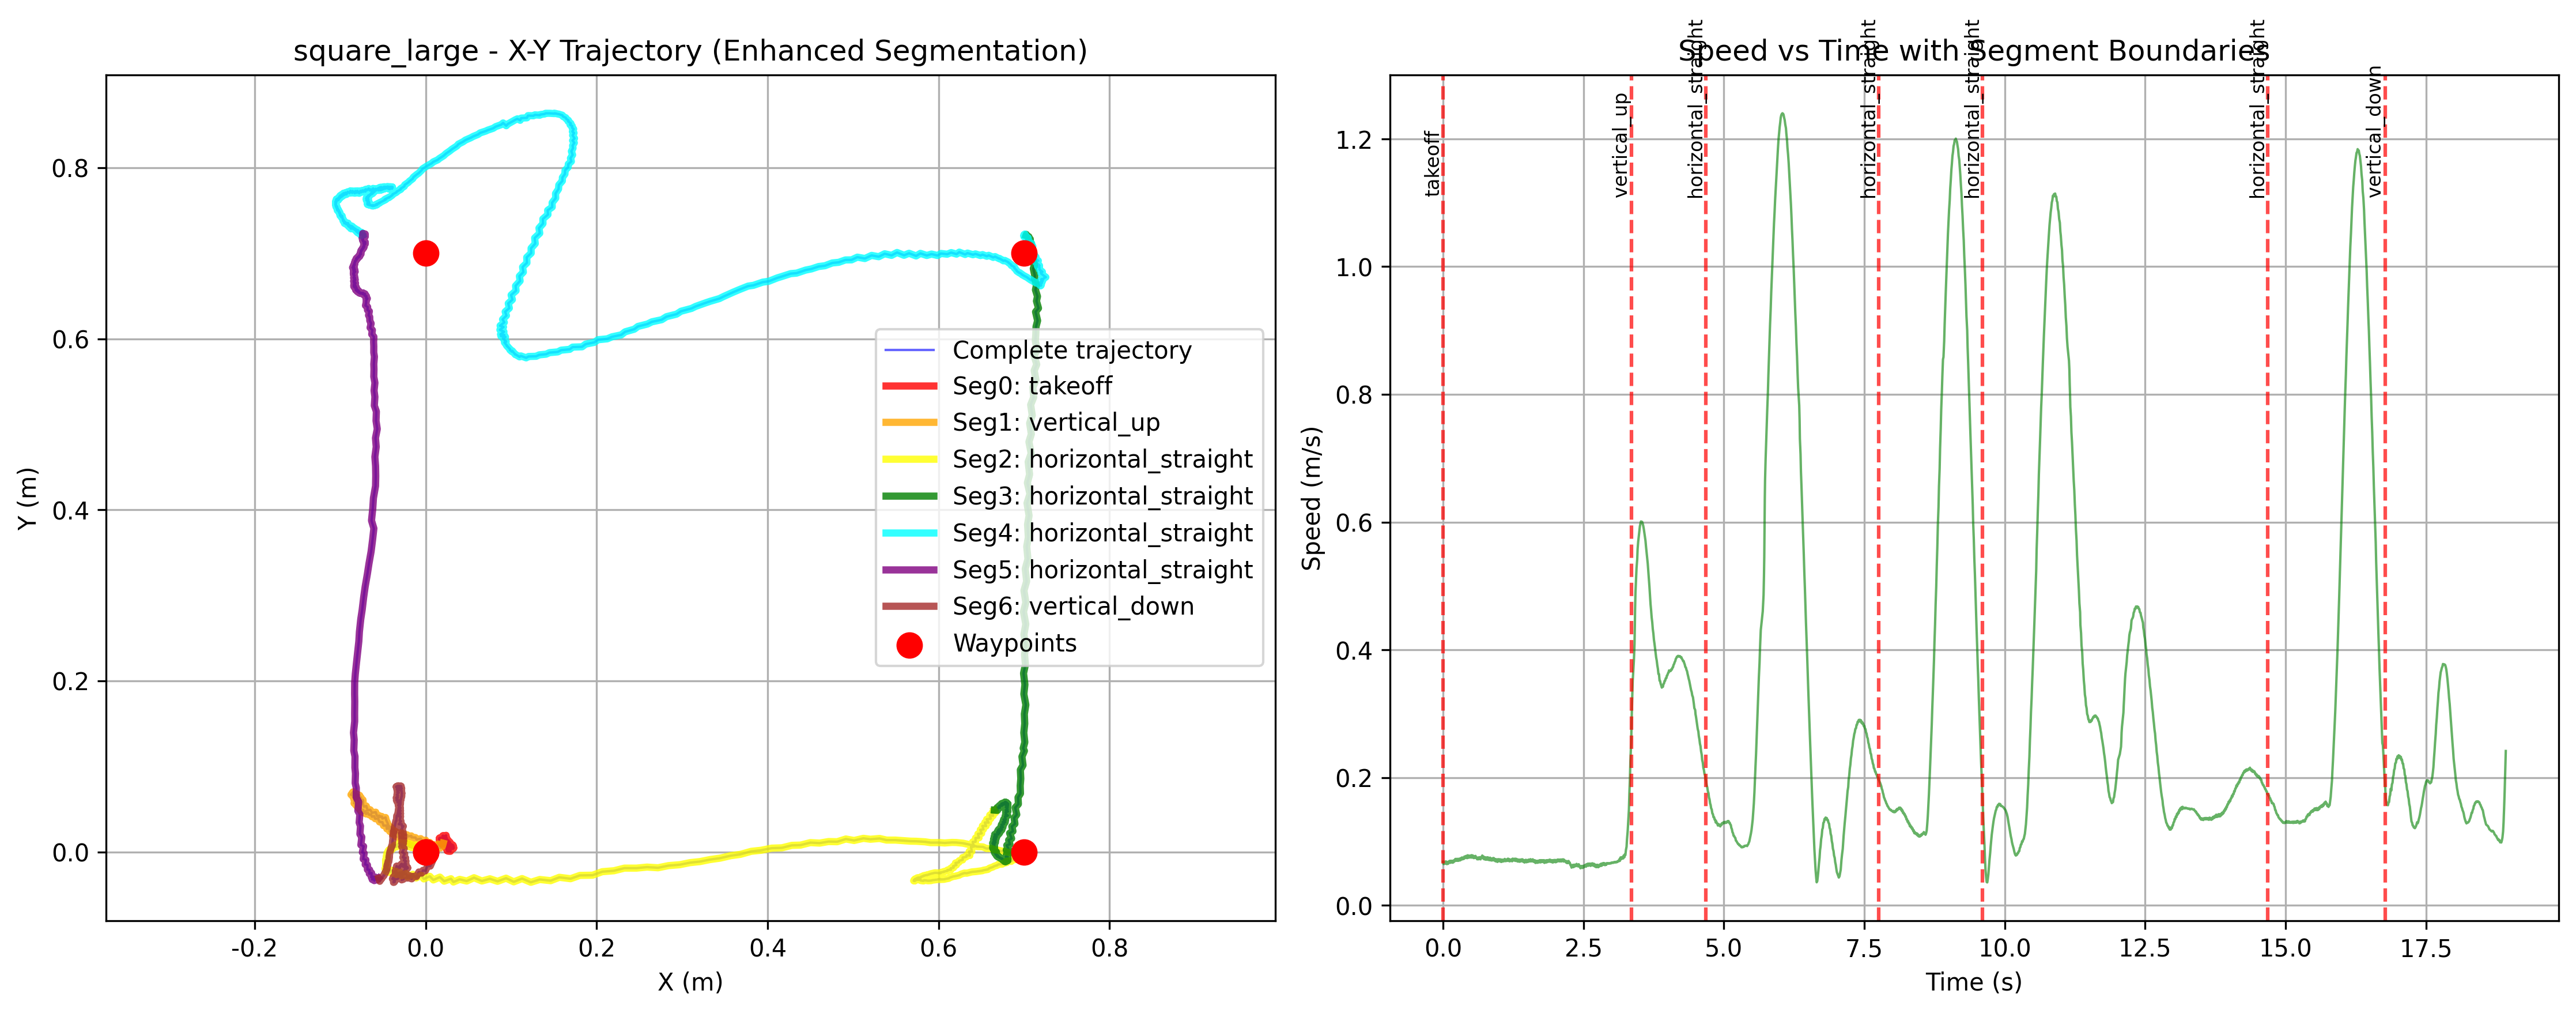 square_large - X-Y Trajectory (Enhanced Segmentation)
0.8
0.6
0.4
0.2
0.0
Y (m)
-0.2
0.0
0.2
0.4
0.6
0.8
X (m)
Complete trajectory
Seg0: takeoff
Seg1: vertical_up
Seg2: horizontal_straight
Seg3: horizontal_straight
Seg4: horizontal_straight
Seg5: horizontal_straight
Seg6: vertical_down
Waypoints
Speed vs Time with Segment Boundaries
takeoff
vertical_up
horizontal_straight
horizontal_straight
horizontal_straight
horizontal_straight
vertical_down
1.2
1.0
0.8
0.6
0.4
0.2
0.0
Speed (m/s)
0.0
2.5
5.0
7.5
10.0
12.5
15.0
17.5
Time (s)